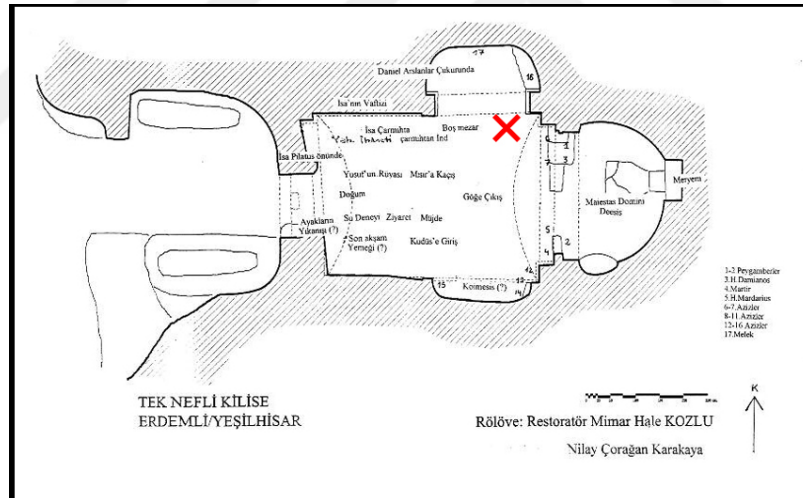 17
Daniel Arslanlar Çukurunda
16
İsa'nın Vaftizi
İsa Çarmıhta
Boş mezar
çarmıhtan İnd
İsa Pilatus önünde
1
7
3
Yusuf'un Rüyası
Mısır'a Kaçış
Meryem
Doğum
Göğe Çıkış
Maiestas Domini
Deesis
Su Deneyi
Ziyaret
Müjde
Ayakların
Yıkanışı (?)
5
2
4
Son akşam
Yemeği (?)
Kudüs'e Giriş
12
13
14
15
Koimesis (?)
1-2 Peygamberler
3.H.Damianos
4.Martir
5.H.Mardarius
6-7.Azizler
8-11.Azizler
12-16.Azizler
17.Melek
TEK NEFLİ KİLİSE
ERDEMLİ/YEŞİLHİSAR
Rölöve: Restoratör Mimar Hale KOZLU
Nilay Çorağan Karakaya
K